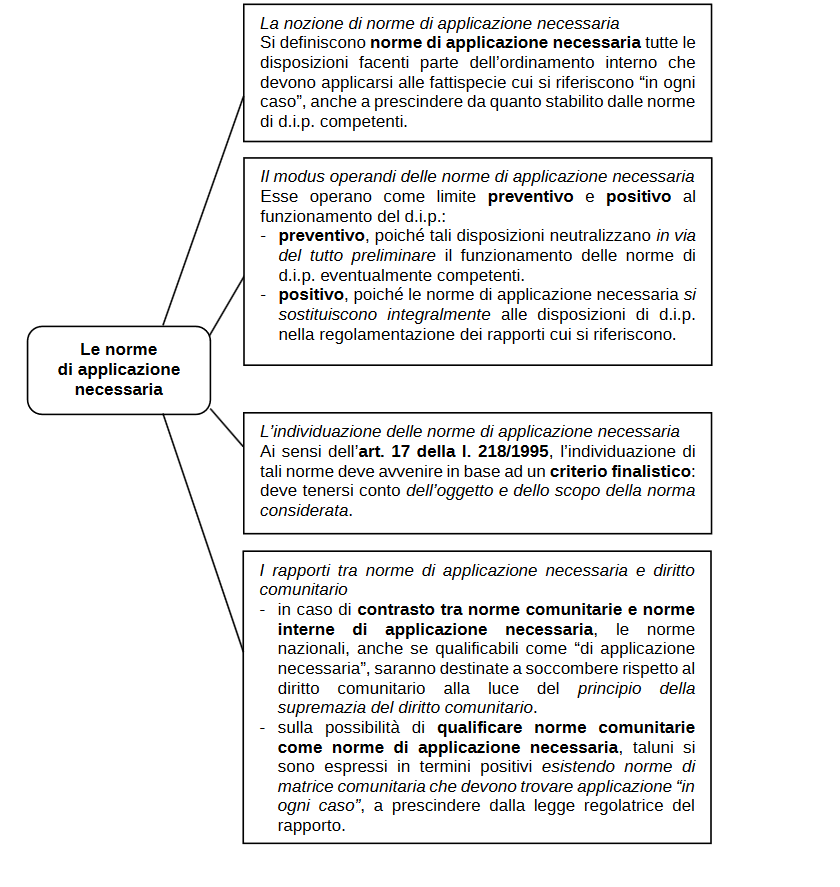 La nozione di norme di applicazione necessaria
Si definiscono norme di applicazione necessaria tutte le
disposizioni facenti parte dell’ordinamento interno che
devono applicarsi alle fattispecie cui si riferiscono “in ogni
caso”, anche a prescindere da quanto stabilito dalle norme
di d.i.p. competenti.
Il modus operandi delle norme di applicazione necessaria
Esse operano come limite preventivo e positivo al
funzionamento del d.i.p.:
- preventivo, poiché tali disposizioni neutralizzano in via
del tutto preliminare il funzionamento delle norme di
d.i.p. eventualmente competenti.
- positivo, poiché le norme di applicazione necessaria si
sostituiscono integralmente alle disposizioni di d.i.p.
nella regolamentazione dei rapporti cui si riferiscono.
Le norme
di applicazione
necessaria
L’individuazione delle norme di applicazione necessaria
Ai sensi dell’art. 17 della l. 218/1995, l’individuazione di
tali norme deve avvenire in base ad un criterio finalistico:
deve tenersi conto dell’oggetto e dello scopo della norma
considerata.
I rapporti tra norme di applicazione necessaria e diritto
comunitario
- in caso di contrasto tra norme comunitarie e norme
interne di applicazione necessaria, le norme
nazionali, anche se qualificabili come “di applicazione
necessaria”, saranno destinate a soccombere rispetto al
diritto comunitario alla luce del principio della
supremazia del diritto comunitario.
- sulla possibilità di qualificare norme comunitarie
come norme di applicazione necessaria, taluni si
sono espressi in termini positivi esistendo norme di
matrice comunitaria che devono trovare applicazione “in
ogni caso”, a prescindere dalla legge regolatrice del
rapporto.